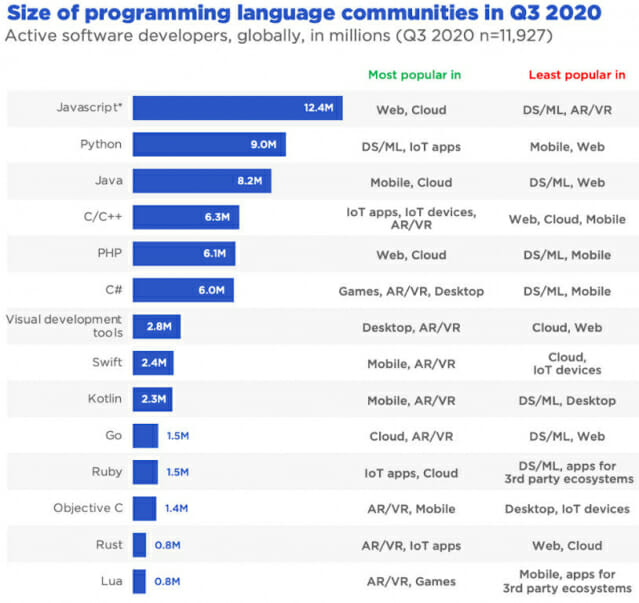 Size of programming language communities in Q3 2020
Active software developers, globally, in millions (Q3 2020 n=11,927)
Most popular in Least popular in
Javascript* 12.4M Web, Cloud DS/ML, AR/VR
Python 9.0M DS/ML, IoT apps Mobile, Web
Java 8.2M Mobile, Cloud DS/ML, Web
C/C++ 6.3M IoT apps, IoT devices, AR/VR Web, Cloud, Mobile
PHP 6.1M Web, Cloud DS/ML, Mobile
C# 6.0M Games, AR/VR, Desktop DS/ML, Mobile
Visual development tools 2.8M Desktop, AR/VR Cloud, Web
Swift 2.4M Mobile, AR/VR Cloud, IoT devices
Kotlin 2.3M Mobile, AR/VR DS/ML, Desktop
Go 1.5M Cloud, AR/VR DS/ML, Web
Ruby 1.5M IoT apps, Cloud DS/ML, apps for 3rd party ecosystems
Objective C 1.4M AR/VR, Mobile Desktop, IoT devices
Rust 0.8M AR/VR, IoT apps Web, Cloud
Lua 0.8M AR/VR, Games Mobile, apps for 3rd party ecosystems